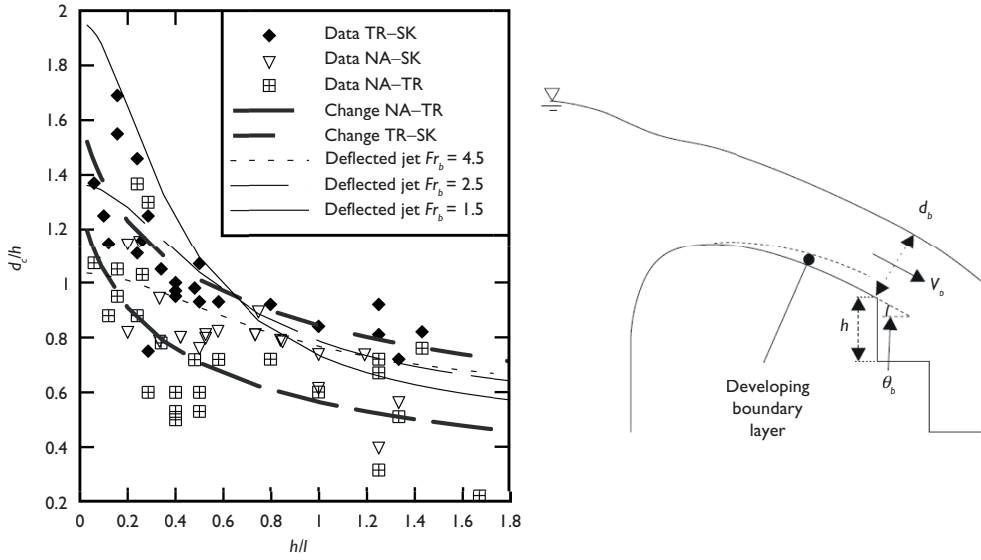 2
1.8
1.6
1.4
1.2
1
0.8
0.6
0.4
0.2
d_c/h
0 0.2 0.4 0.6 0.8 1 1.2 1.4 1.6 1.8
h/l
Data TR–SK
Data NA–SK
Data NA–TR
Change NA–TR
Change TR–SK
Deflected jet Fr_b = 4.5
Deflected jet Fr_b = 2.5
Deflected jet Fr_b = 1.5
d_b
V_b
h
θ_b
Developing
boundary
layer